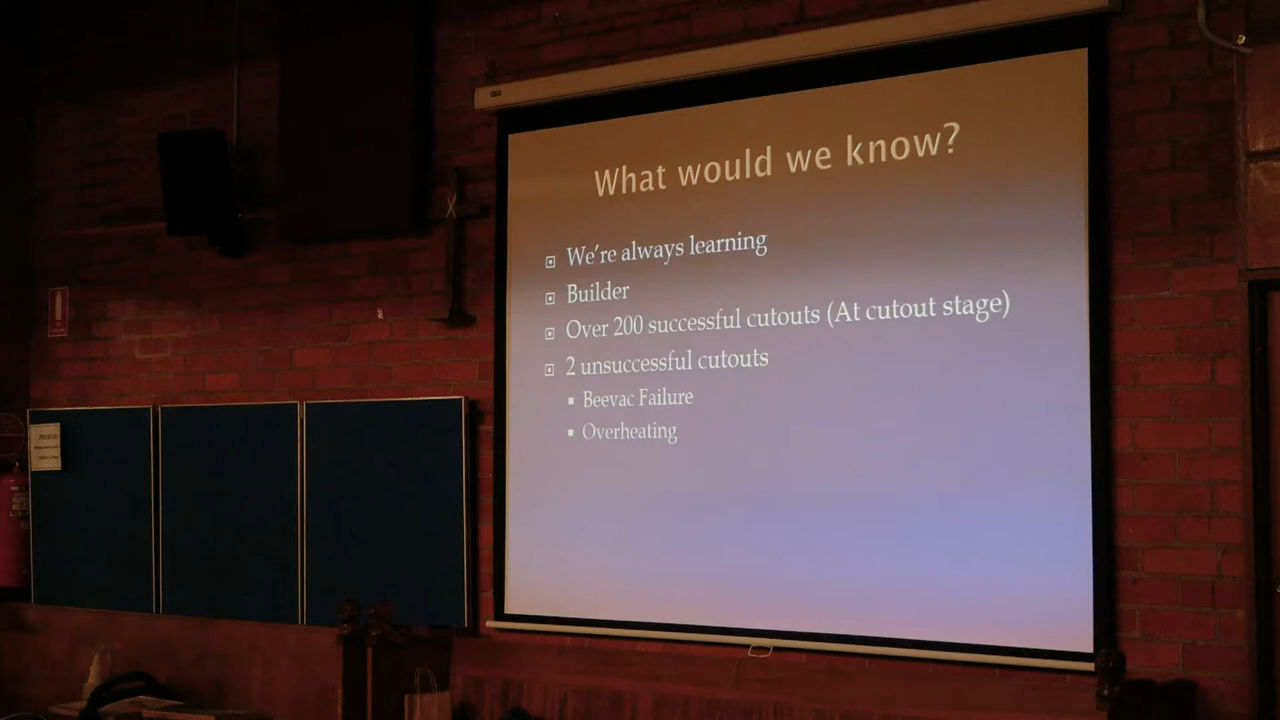 What would we know?
We're always learning
Builder
Over 200 successful cutouts (At cutout stage)
2 unsuccessful cutouts
Beevac Failure
Overheating